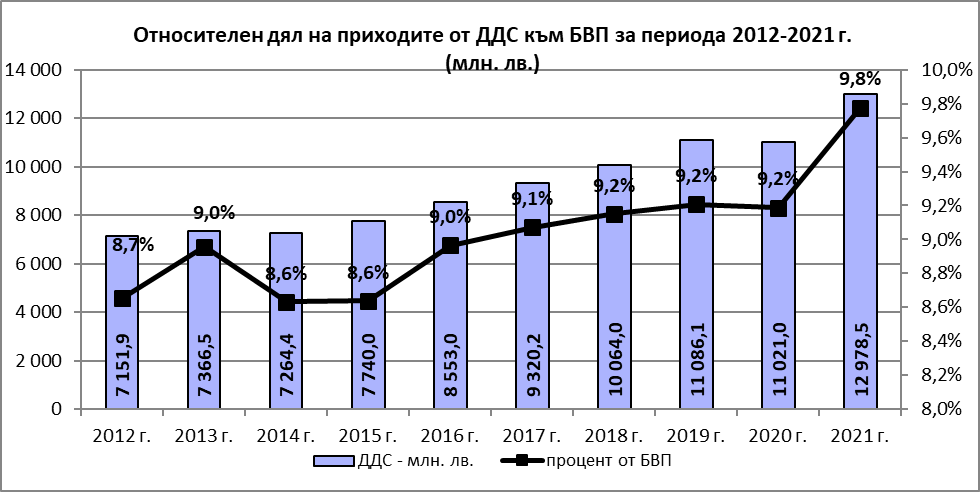 Относителен дял на приходите от ДДС към БВП за периода 2012-2021 г.
(млн. лв.)
14 000
12 000
10 000
8 000
6 000
4 000
2 000
0
10,0%
9,8%
9,6%
9,4%
9,2%
9,0%
8,8%
8,6%
8,4%
8,2%
8,0%
8,7%
9,0%
8,6%
8,6%
9,0%
9,1%
9,2%
9,2%
9,2%
9,8%
7 151,9
7 366,5
7 264,4
7 740,0
8 553,0
9 320,2
10 064,0
11 086,1
11 021,0
12 978,5
2012 г.
2013 г.
2014 г.
2015 г.
2016 г.
2017 г.
2018 г.
2019 г.
2020 г.
2021 г.
ДДС - млн. лв.
процент от БВП